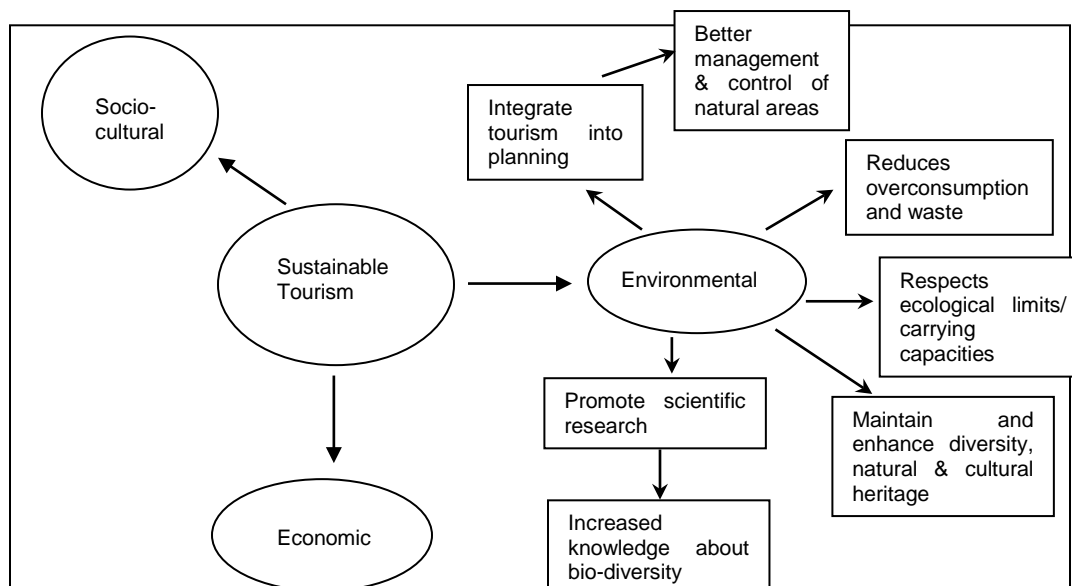 Better
management
& control of
natural areas
Socio-
cultural
Integrate
tourism into
planning
Reduces
overconsumption
and waste
Sustainable
Tourism
Environmental
Respects
ecological limits/
carrying
capacities
Promote scientific
research
Maintain and
enhance diversity,
natural & cultural
heritage
Economic
Increased
knowledge about
bio-diversity